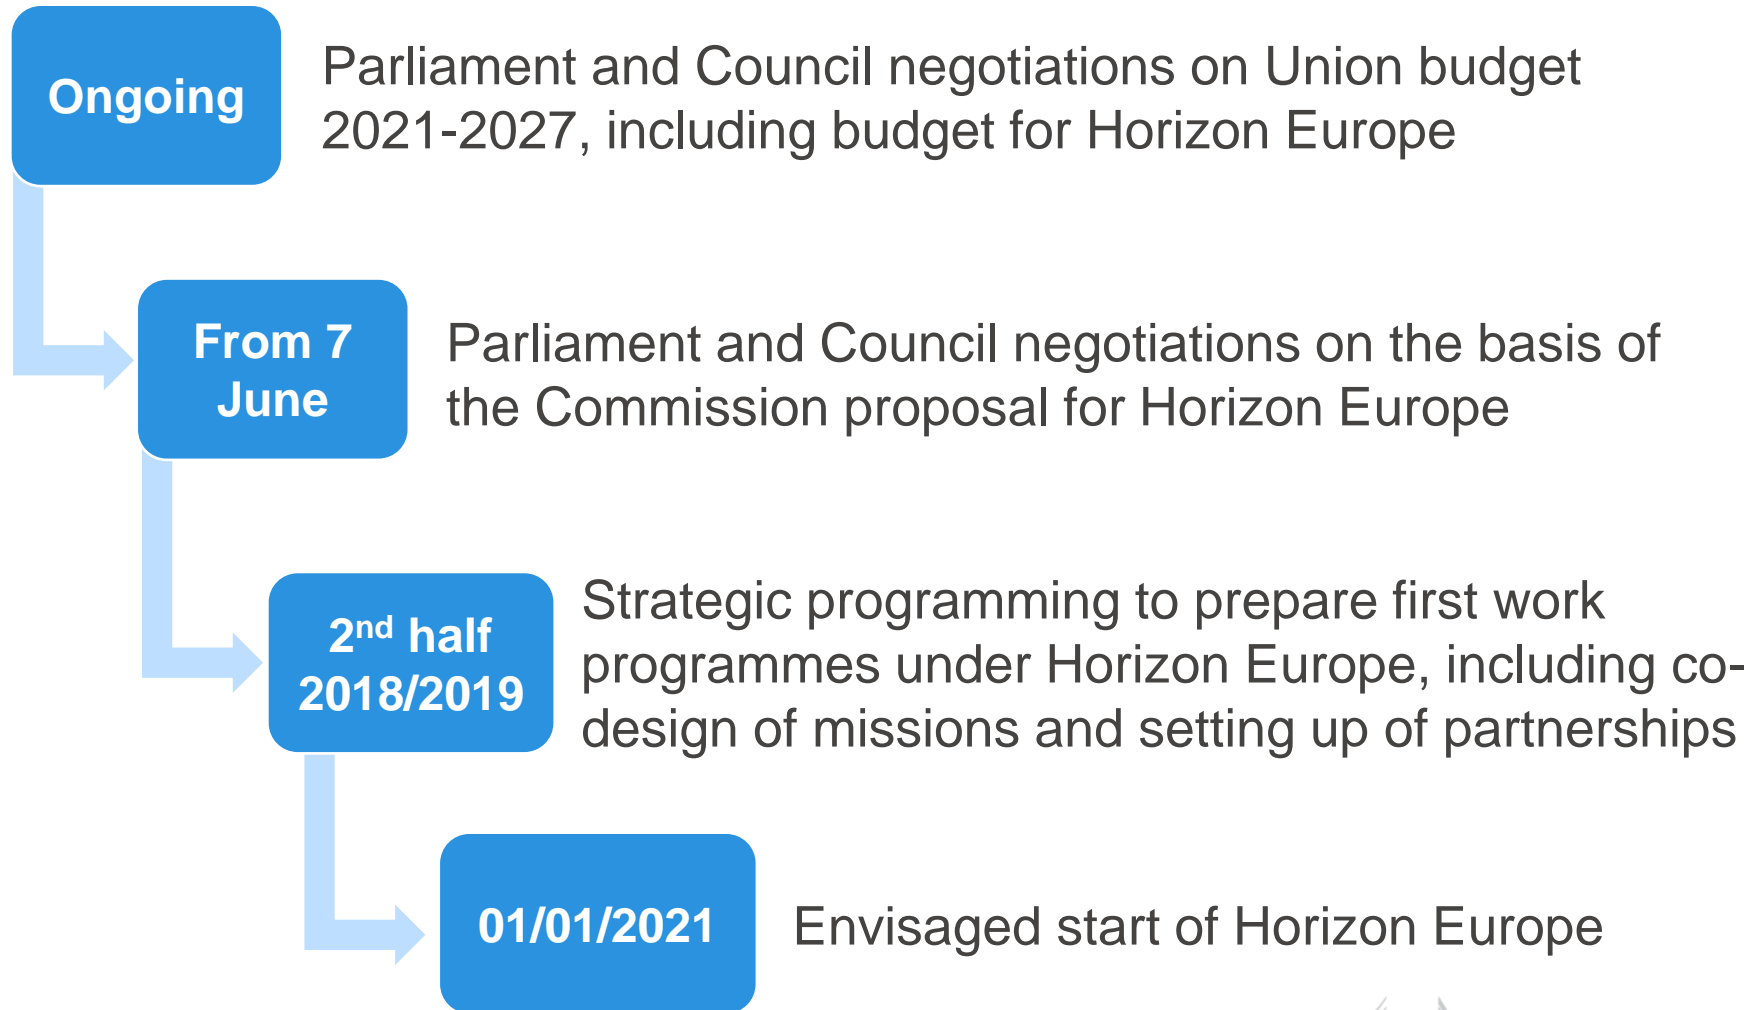 Ongoing
Parliament and Council negotiations on Union budget
2021-2027, including budget for Horizon Europe
From 7
June
Parliament and Council negotiations on the basis of
the Commission proposal for Horizon Europe
2nd half
2018/2019
Strategic programming to prepare first work
programmes under Horizon Europe, including co-
design of missions and setting up of partnerships
01/01/2021
Envisaged start of Horizon Europe